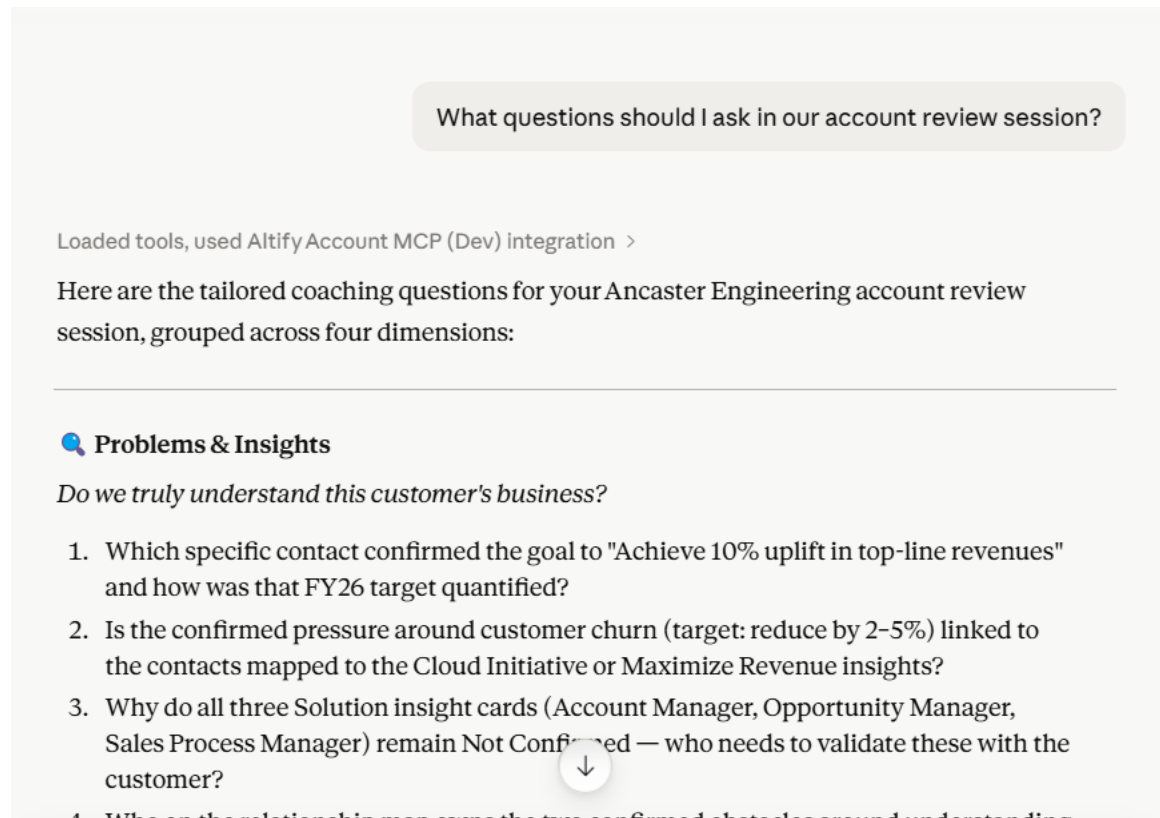 What questions should I ask in our account review session?
Loaded tools, used Altify Account MCP (Dev) integration >
Here are the tailored coaching questions for your Ancaster Engineering account review
session, grouped across four dimensions:
🔍 Problems & Insights
Do we truly understand this customer's business?
1. Which specific contact confirmed the goal to "Achieve 10% uplift in top-line revenues"
and how was that FY26 target quantified?
2. Is the confirmed pressure around customer churn (target: reduce by 2–5%) linked to
the contacts mapped to the Cloud Initiative or Maximize Revenue insights?
3. Why do all three Solution insight cards (Account Manager, Opportunity Manager,
Sales Process Manager) remain Not Confirmed — who needs to validate these with the
customer?